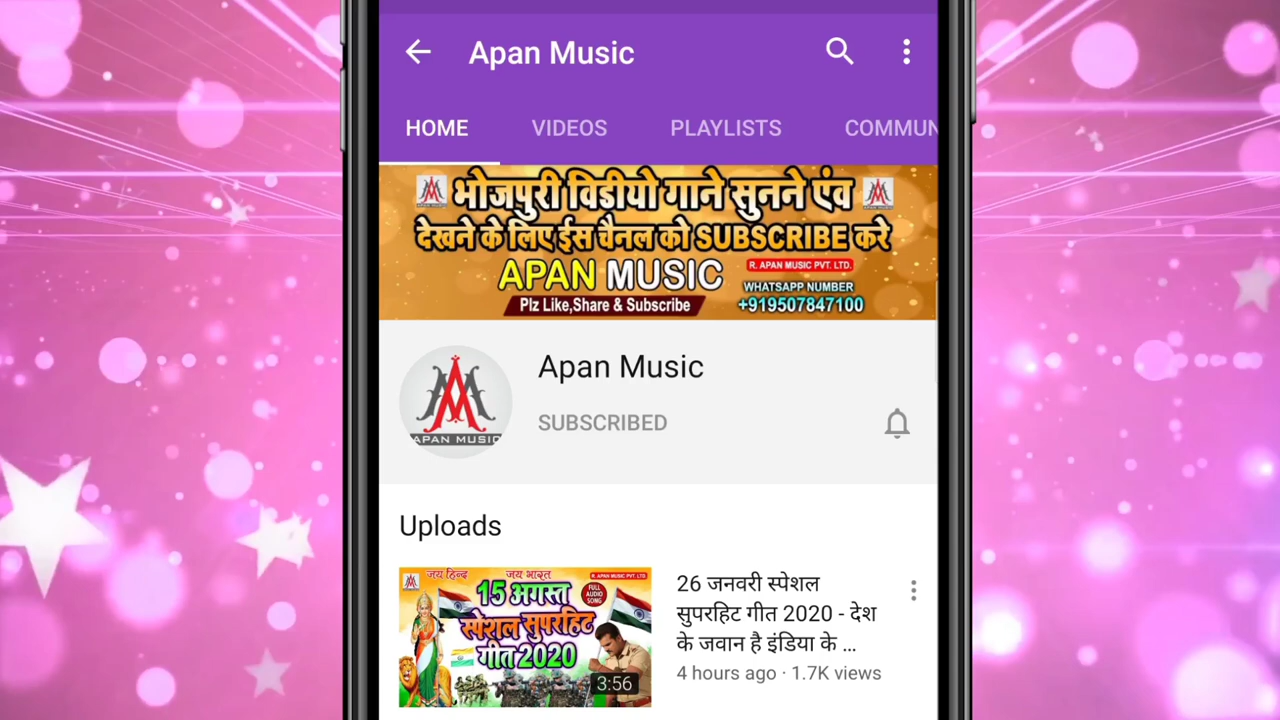 Apan Music
HOME VIDEOS PLAYLISTS COMMUN
भोजपुरी विडीयो गाने सुनने एंव
देखने के लिए ईस चैनल को SUBSCRIBE करे
APAN MUSIC
R. APAN MUSIC PVT. LTD.
Plz Like,Share & Subscribe
WHATSAPP NUMBER
+919507847100
Apan Music
SUBSCRIBED
APAN MUSIC
Uploads
जय हिन्द जय भारत
R. APAN MUSIC PVT. LTD
15 अगस्त
FULL
AUDIO
SONG
स्पेशल सुपरहिट
गीत 2020
3:56
26 जनवरी स्पेशल
सुपरहिट गीत 2020 - देश
के जवान है इंडिया के ...
4 hours ago · 1.7K views